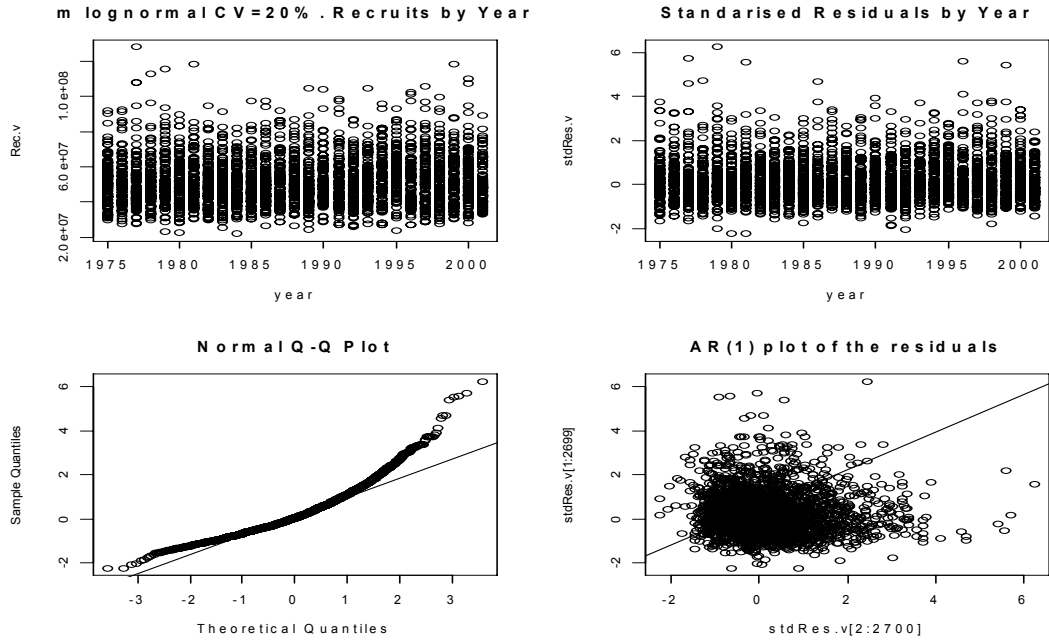 m lognormal CV=20% . Recruits by Year
Rec.v
1.0e+08
6.0e+07
2.0e+07
1975 1980 1985 1990 1995 2000
year
Standarised Residuals by Year
stdRes.v
6
4
2
0
-2
1975 1980 1985 1990 1995 2000
year
Normal Q-Q Plot
Sample Quantiles
6
4
2
0
-2
-3 -2 -1 0 1 2 3
Theoretical Quantiles
AR(1) plot of the residuals
stdRes.v[1:2699]
6
4
2
0
-2
-2 0 2 4 6
stdRes.v[2:2700]